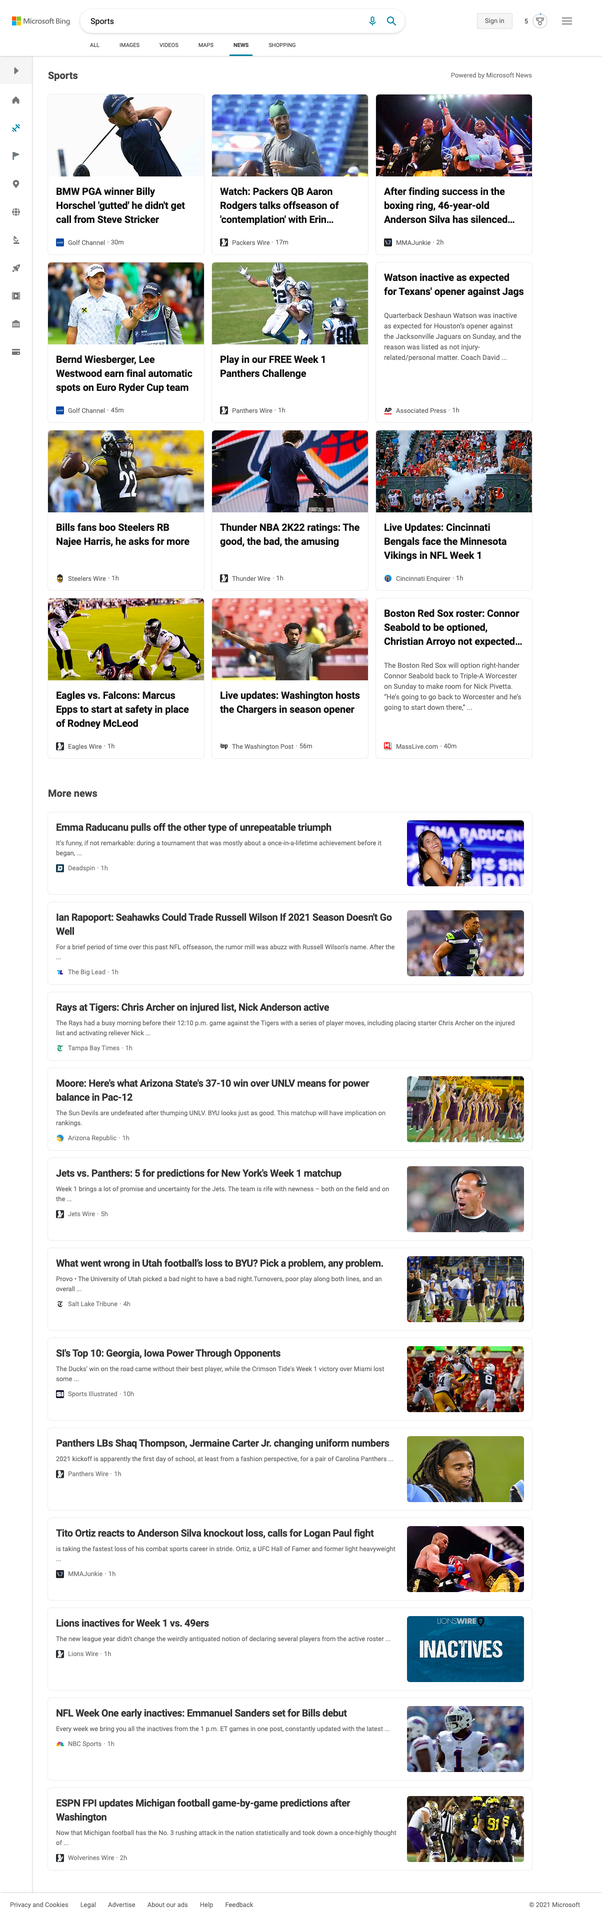 Microsoft Bing
Sports
Sign in
5
ALL IMAGES VIDEOS MAPS NEWS SHOPPING
Sports
Powered by Microsoft News
BMW PGA winner Billy
Horschel 'gutted' he didn't get
call from Steve Stricker
Golf Channel · 30m
Watch: Packers QB Aaron
Rodgers talks offseason of
'contemplation' with Erin...
Packers Wire · 17m
After finding success in the
boxing ring, 46-year-old
Anderson Silva has silenced...
MMAJunkie · 2h
Bernd Wiesberger, Lee
Westwood earn final automatic
spots on Euro Ryder Cup team
Golf Channel · 45m
Play in our FREE Week 1
Panthers Challenge
Panthers Wire · 1h
Watson inactive as expected
for Texans' opener against Jags
Quarterback Deshaun Watson was inactive
as expected for Houston's opener against
the Jacksonville Jaguars on Sunday, and the
reason was listed as not injury-
related/personal matter. Coach David ...
AP Associated Press · 1h
22
Bills fans boo Steelers RB
Najee Harris, he asks for more
Steelers Wire · 1h
Thunder NBA 2K22 ratings: The
good, the bad, the amusing
Thunder Wire · 1h
Live Updates: Cincinnati
Bengals face the Minnesota
Vikings in NFL Week 1
Cincinnati Enquirer · 1h
Eagles vs. Falcons: Marcus
Epps to start at safety in place
of Rodney McLeod
Eagles Wire · 1h
Live updates: Washington hosts
the Chargers in season opener
wp The Washington Post · 56m
Boston Red Sox roster: Connor
Seabold to be optioned,
Christian Arroyo not expected...
The Boston Red Sox will option right-hander
Connor Seabold back to Triple-A Worcester
on Sunday to make room for Nick Pivetta.
"He's going to go back to Worcester and he's
going to start down there," ...
MassLive.com · 40m
More news
Emma Raducanu pulls off the other type of unrepeatable triumph
It's funny, if not remarkable: during a tournament that was mostly about a once-in-a-lifetime achievement before it
began, ...
Deadspin · 1h
EMMA RADUCANU
Ian Rapoport: Seahawks Could Trade Russell Wilson If 2021 Season Doesn't Go
Well
For a brief period of time over this past NFL offseason, the rumor mill was abuzz with Russell Wilson's name. After the
...
The Big Lead · 1h
Rays at Tigers: Chris Archer on injured list, Nick Anderson active
The Rays had a busy morning before their 12:10 p.m. game against the Tigers with a series of player moves, including placing starter Chris Archer on the injured
list and activating reliever Nick ...
Tampa Bay Times · 1h
Moore: Here's what Arizona State's 37-10 win over UNLV means for power
balance in Pac-12
The Sun Devils are undefeated after thumping UNLV. BYU looks just as good. This matchup will have implication on
rankings.
Arizona Republic · 1h
Jets vs. Panthers: 5 for predictions for New York's Week 1 matchup
Week 1 brings a lot of promise and uncertainty for the Jets. The team is rife with newness – both on the field and on
the ...
Jets Wire · 5h
What went wrong in Utah football's loss to BYU? Pick a problem, any problem.
Provo • The University of Utah picked a bad night to have a bad night.Turnovers, poor play along both lines, and an
overall ...
Salt Lake Tribune · 4h
SI's Top 10: Georgia, Iowa Power Through Opponents
The Ducks' win on the road came without their best player, while the Crimson Tide's Week 1 victory over Miami lost
some ...
SI Sports Illustrated · 10h
Panthers LBs Shaq Thompson, Jermaine Carter Jr. changing uniform numbers
2021 kickoff is apparently the first day of school, at least from a fashion perspective, for a pair of Carolina Panthers ...
Panthers Wire · 1h
Tito Ortiz reacts to Anderson Silva knockout loss, calls for Logan Paul fight
is taking the fastest loss of his combat sports career in stride. Ortiz, a UFC Hall of Famer and former light heavyweight
...
MMAJunkie · 1h
Lions inactives for Week 1 vs. 49ers
The new league year didn't change the weirdly antiquated notion of declaring several players from the active roster ...
Lions Wire · 1h
LIONSWIRE
INACTIVES
NFL Week One early inactives: Emmanuel Sanders set for Bills debut
Every week we bring you all the inactives from the 1 p.m. ET games in one post, constantly updated with the latest ...
NBC Sports · 1h
1
ESPN FPI updates Michigan football game-by-game predictions after
Washington
Now that Michigan football has the No. 3 rushing attack in the nation statistically and took down a once-highly thought
of ...
Wolverines Wire · 2h
91
Privacy and Cookies Legal Advertise About our ads Help Feedback
© 2021 Microsoft